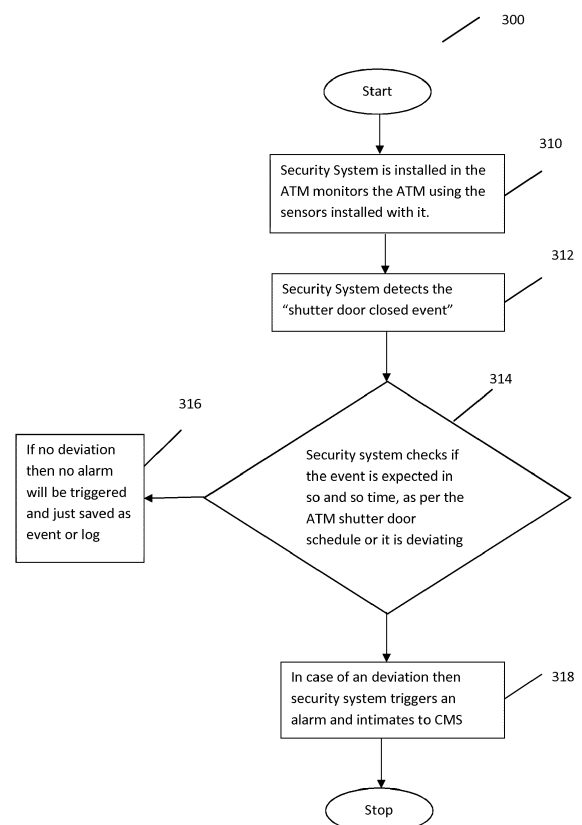 300
Start
310
Security System is installed in the
ATM monitors the ATM using the
sensors installed with it.
312
Security System detects the
“shutter door closed event”
314
316
If no deviation
then no alarm
will be triggered
and just saved as
event or log
Security system checks if
the event is expected in
so and so time, as per the
ATM shutter door
schedule or it is deviating
In case of an deviation then
security system triggers an
alarm and intimates to CMS
318
Stop